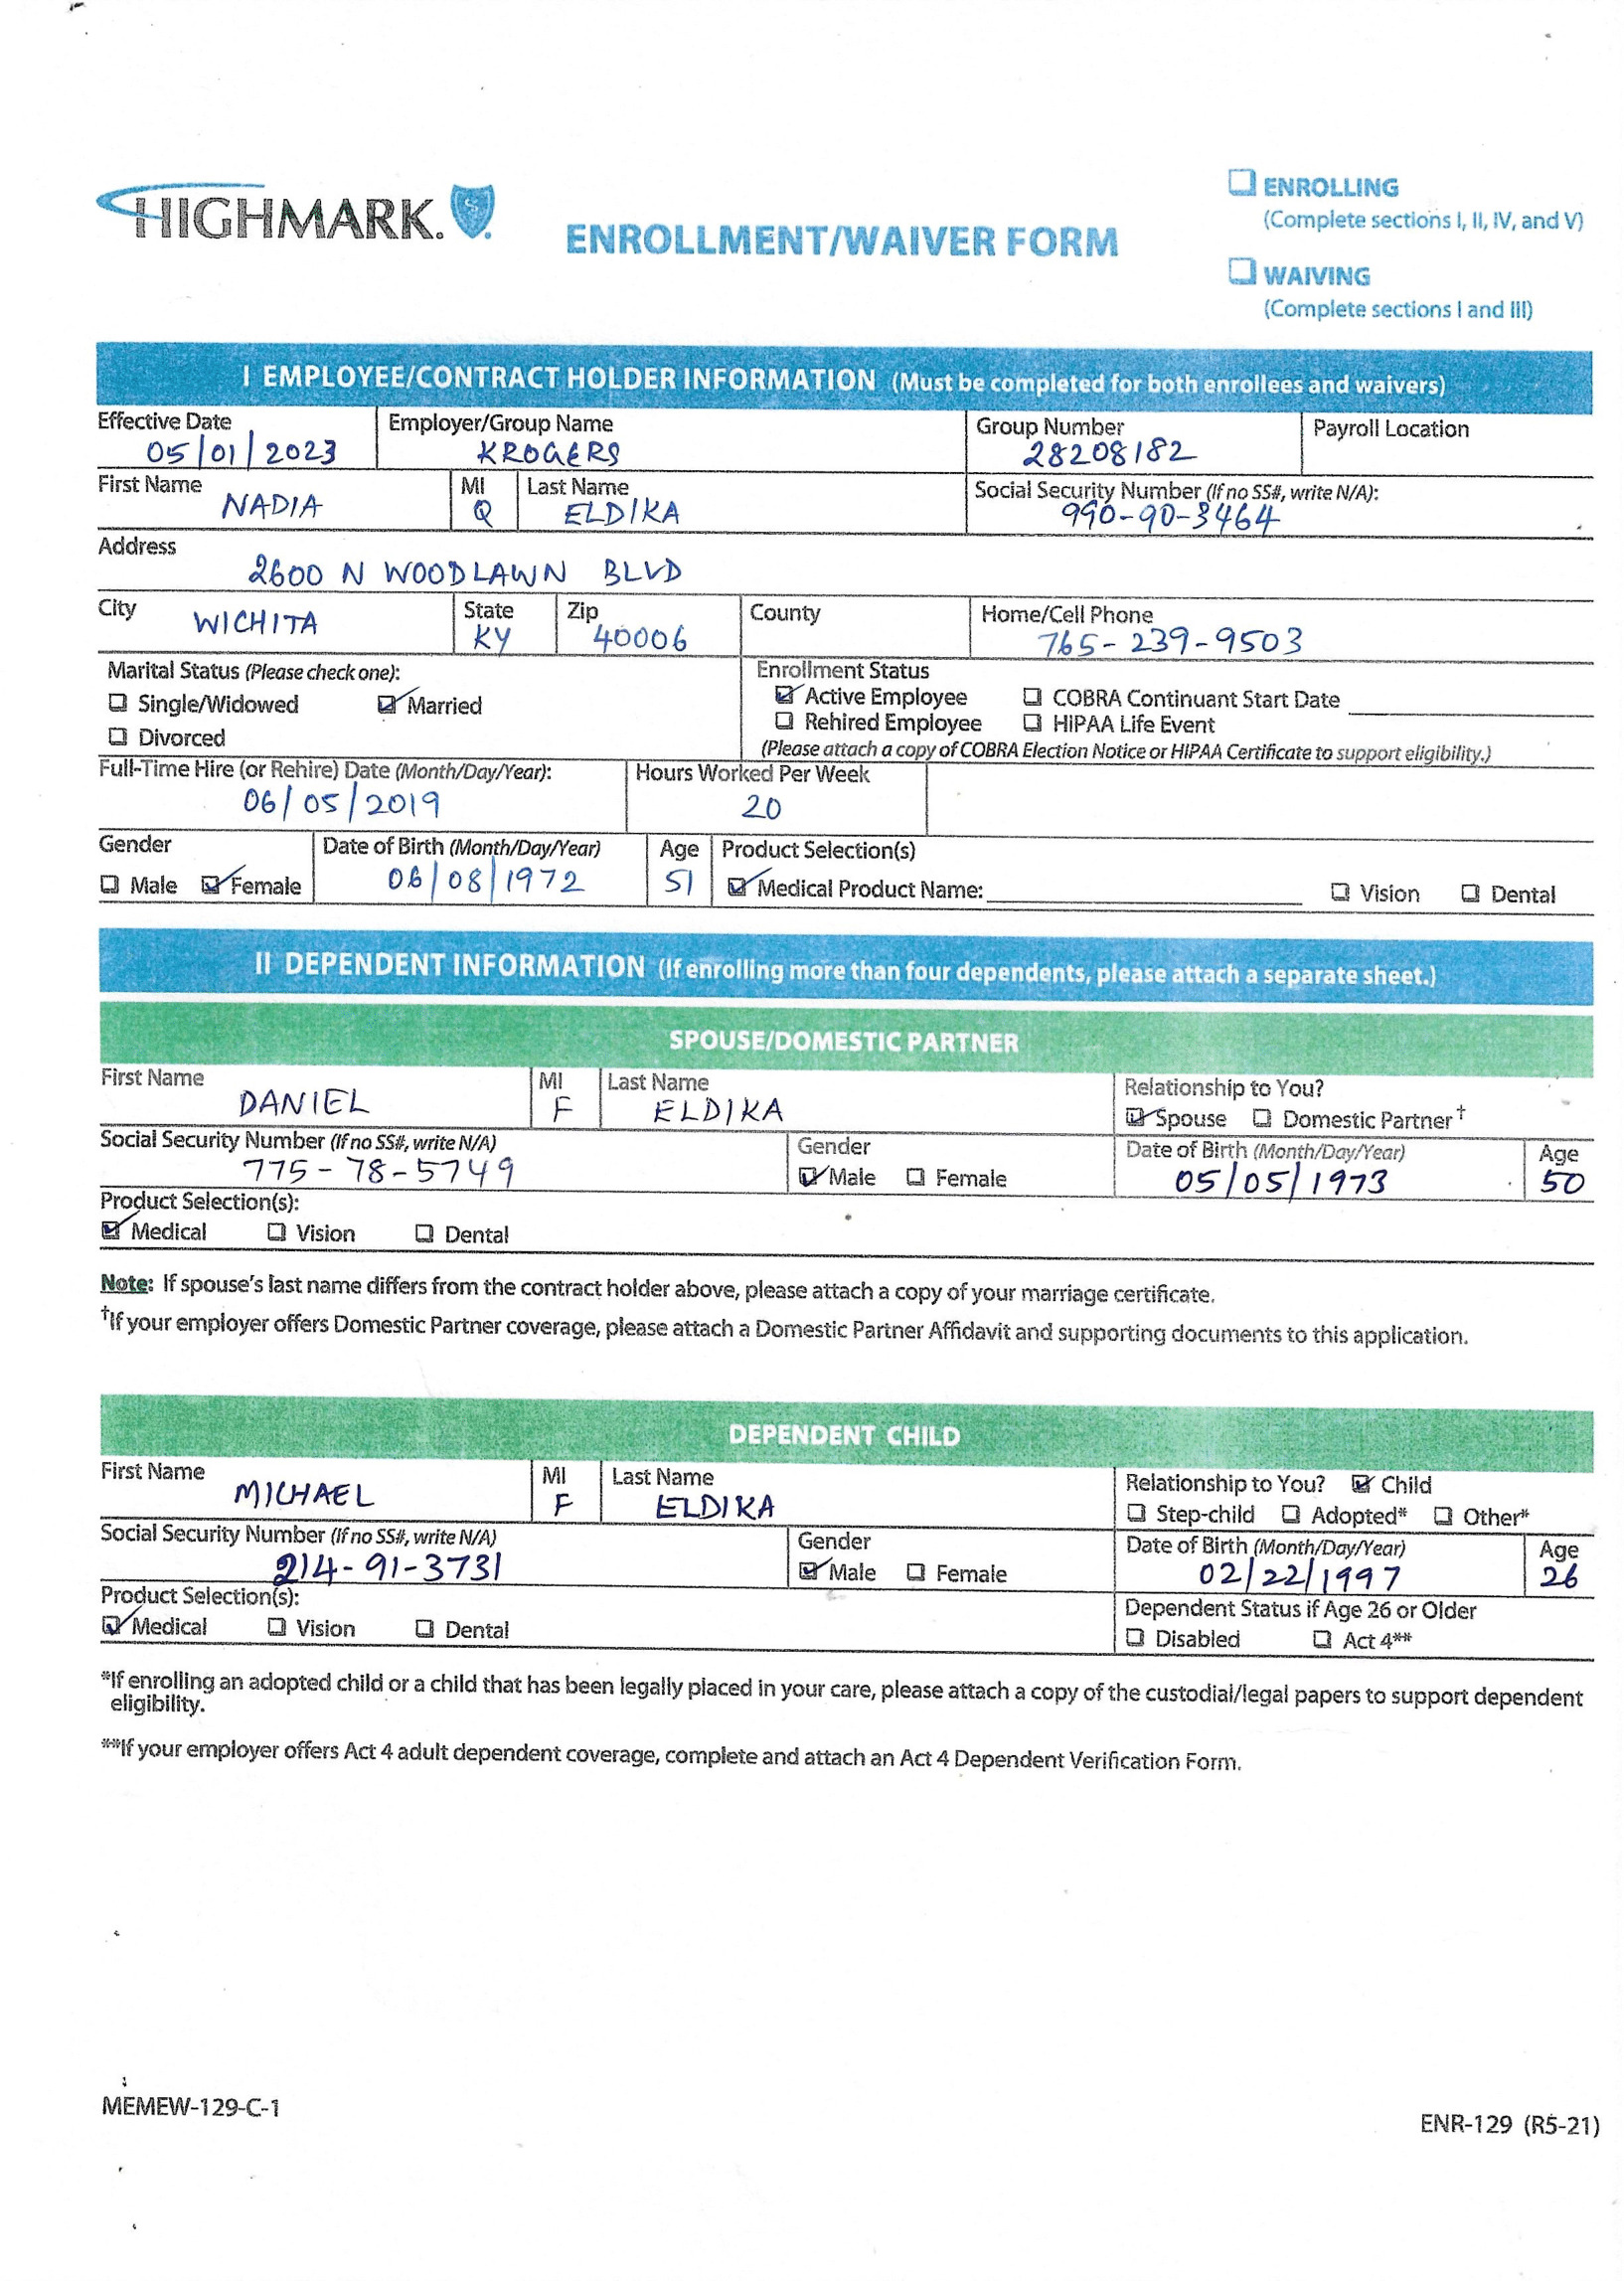 HIGHMARK.
ENROLLMENT/WAIVER FORM
ENROLLING
(Complete sections I, II, IV, and V)
WAIVING
(Complete sections I and III)
I EMPLOYEE/CONTRACT HOLDER INFORMATION (Must be completed for both enrollees and waivers)
Effective Date Employer/Group Name Group Number Payroll Location
05/01/2023 KROGERS 28208182
First Name MI Last Name Social Security Number (If no SS#, write N/A):
NADIA Q ELDIKA 990-90-3464
Address
2600 N WOODLAWN BLVD
City State Zip County Home/Cell Phone
WICHITA KY 40006 765-239-9503
Marital Status (Please check one): Enrollment Status
Single/Widowed Married Active Employee COBRA Continuant Start Date
Rehired Employee HIPAA Life Event
Divorced
(Please attach a copy of COBRA Election Notice or HIPAA Certificate to support eligibility.)
Full-Time Hire (or Rehire) Date (Month/Day/Year): Hours Worked Per Week
06/05/2019 20
Gender Date of Birth (Month/Day/Year) Age Product Selection(s)
Male Female 06/08/1972 51 Medical Product Name: Vision Dental
II DEPENDENT INFORMATION (If enrolling more than four dependents, please attach a separate sheet.)
SPOUSE/DOMESTIC PARTNER
First Name MI Last Name Relationship to You?
DANIEL F ELDIKA Spouse Domestic Partner†
Social Security Number (If no SS#, write N/A) Gender Date of Birth (Month/Day/Year) Age
775-78-5749 Male Female 05/05/1973 50
Product Selection(s):
Medical Vision Dental
Note: If spouse's last name differs from the contract holder above, please attach a copy of your marriage certificate.
†If your employer offers Domestic Partner coverage, please attach a Domestic Partner Affidavit and supporting documents to this application.
DEPENDENT CHILD
First Name MI Last Name Relationship to You? Child
MICHAEL F ELDIKA Step-child Adopted* Other*
Social Security Number (If no SS#, write N/A) Gender Date of Birth (Month/Day/Year) Age
214-91-3731 Male Female 02/22/1997 26
Product Selection(s): Dependent Status if Age 26 or Older
Medical Vision Dental Disabled Act 4**
*If enrolling an adopted child or a child that has been legally placed in your care, please attach a copy of the custodial/legal papers to support dependent
eligibility.
**If your employer offers Act 4 adult dependent coverage, complete and attach an Act 4 Dependent Verification Form.
MEMEW-129-C-1
ENR-129 (R5-21)